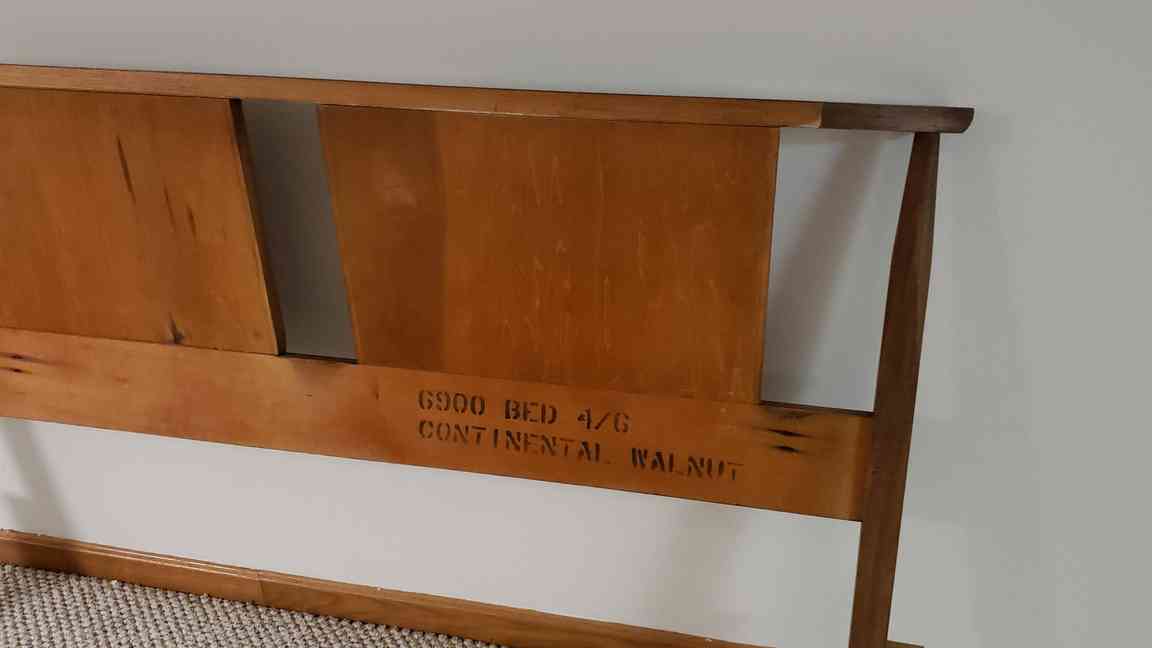 6900 BED 4/6
CONTINENTAL WALNUT